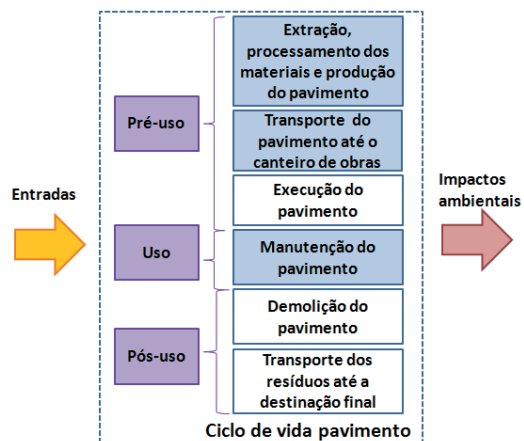 Entradas
Pré-uso
Extração,
processamento dos
materiais e produção
do pavimento
Transporte do
pavimento até o
canteiro de obras
Execução do
pavimento
Uso
Manutenção do
pavimento
Pós-uso
Demolição do
pavimento
Transporte dos
resíduos até a
destinação final
Ciclo de vida pavimento
Impactos
ambientais